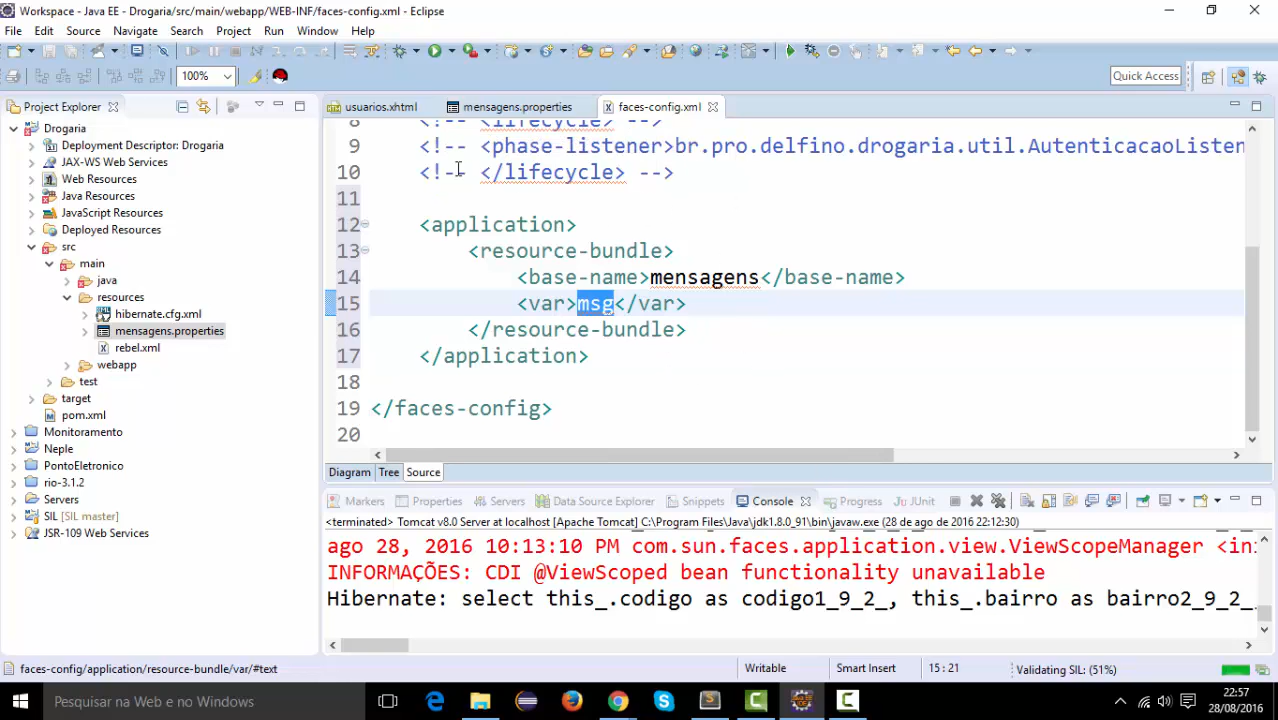 Workspace - Java EE - Drogaria/src/main/webapp/WEB-INF/faces-config.xml - Eclipse
File Edit Source Navigate Search Project Run Window Help
100%
Quick Access
Project Explorer
usuarios.xhtml mensagens.properties faces-config.xml
Drogaria
Deployment Descriptor: Drogaria
JAX-WS Web Services
Web Resources
Java Resources
JavaScript Resources
Deployed Resources
src
main
java
resources
hibernate.cfg.xml
mensagens.properties
rebel.xml
webapp
test
target
pom.xml
Monitoramento
Neple
PontoEletronico
rio-3.1.2
Servers
SIL [SIL master]
JSR-109 Web Services
8 <!-- <lifecycle> -->
9 <!-- <phase-listener>br.pro.delfino.drogaria.util.AutenticacaoListen
10 <!-- </lifecycle> -->
11
12 <application>
13 <resource-bundle>
14 <base-name>mensagens</base-name>
15 <var>msg</var>
16 </resource-bundle>
17 </application>
18
19 </faces-config>
20
Diagram Tree Source
Markers Properties Servers Data Source Explorer Snippets Console Progress JUnit
<terminated> Tomcat v8.0 Server at localhost [Apache Tomcat] C:\Program Files\Java\jdk1.8.0_91\bin\javaw.exe (28 de ago de 2016 22:12:30)
ago 28, 2016 10:13:10 PM com.sun.faces.application.view.ViewScopeManager <in
INFORMAÇÕES: CDI @ViewScoped bean functionality unavailable
Hibernate: select this_.codigo as codigo1_9_2_, this_.bairro as bairro2_9_2_
faces-config/application/resource-bundle/var/#text
Writable Smart Insert 15 : 21 Validating SIL: (51%)
Pesquisar na Web e no Windows
22:57
28/08/2016